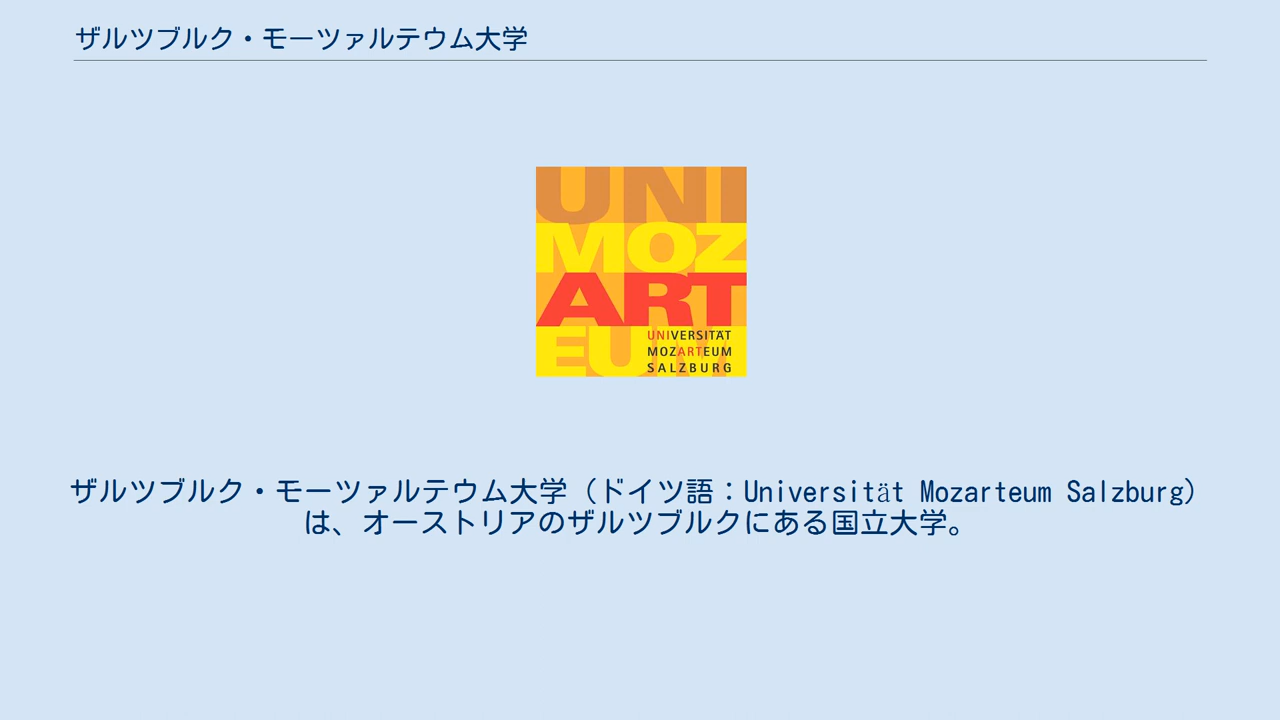 ザルツブルク・モーツァルテウム大学
UNI
MOZ
ART
EUM
UNIVERSITÄT
MOZARTEUM
SALZBURG
ザルツブルク・モーツァルテウム大学（ドイツ語：Universität Mozarteum Salzburg）
は、オーストリアのザルツブルクにある国立大学。